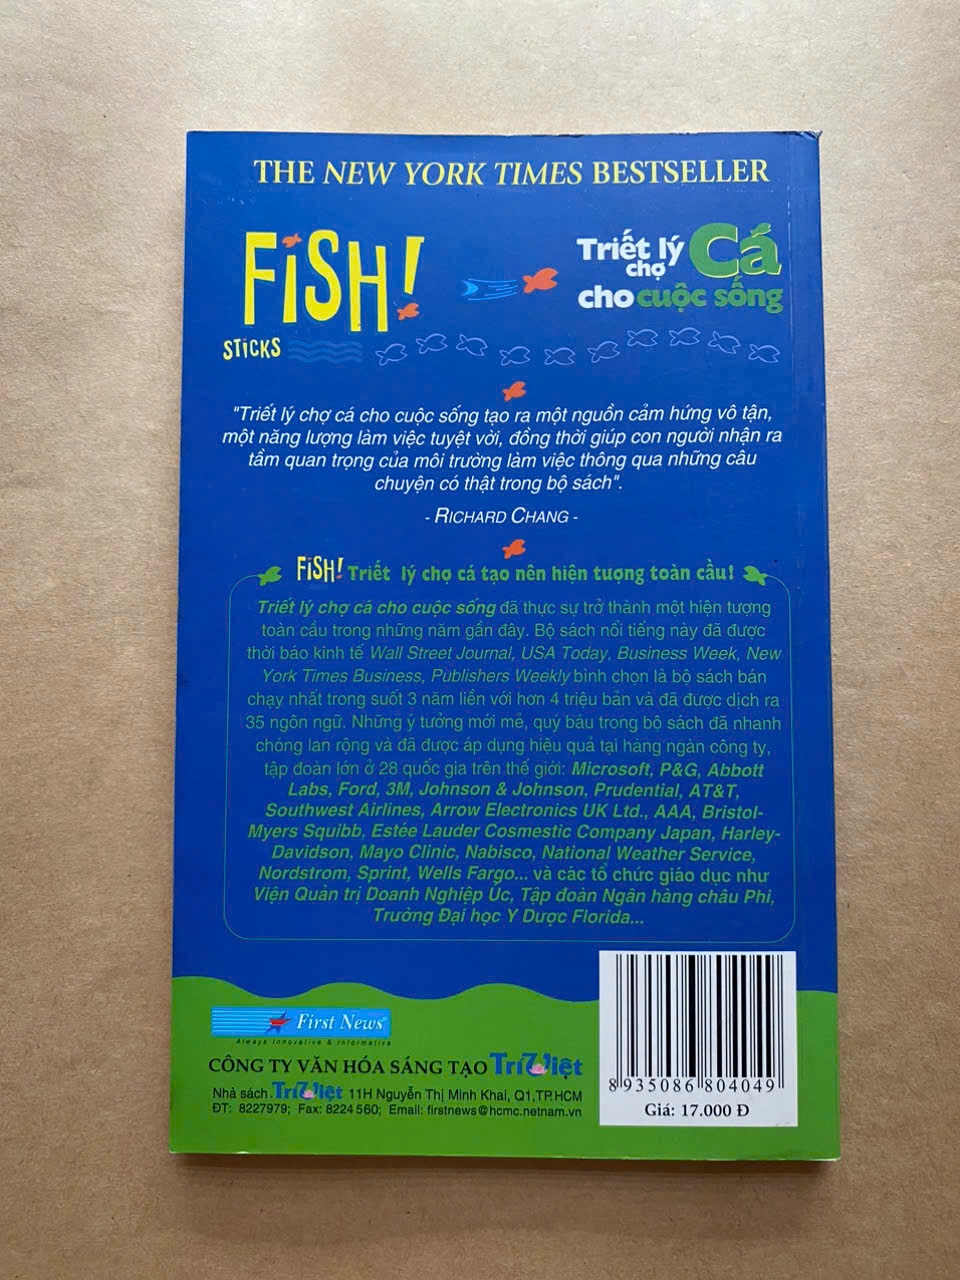 THE NEW YORK TIMES BESTSELLER
FiSH!
STICKS
Triết lý
chợ
Cá
cho cuộc sống
"Triết lý chợ cá cho cuộc sống tạo ra một nguồn cảm hứng vô tận,
một năng lượng làm việc tuyệt vời, đồng thời giúp con người nhận ra
tầm quan trọng của môi trường làm việc thông qua những câu
chuyện có thật trong bộ sách".
- RICHARD CHANG -
FiSH! Triết lý chợ cá tạo nên hiện tượng toàn cầu!
Triết lý chợ cá cho cuộc sống đã thực sự trở thành một hiện tượng
toàn cầu trong những năm gần đây. Bộ sách nổi tiếng này đã được
thời báo kinh tế Wall Street Journal, USA Today, Business Week, New
York Times Business, Publishers Weekly bình chọn là bộ sách bán
chạy nhất trong suốt 3 năm liền với hơn 4 triệu bản và đã được dịch ra
35 ngôn ngữ. Những ý tưởng mới mẻ, quý báu trong bộ sách đã nhanh
chóng lan rộng và đã được áp dụng hiệu quả tại hàng ngàn công ty,
tập đoàn lớn ở 28 quốc gia trên thế giới: Microsoft, P&G, Abbott
Labs, Ford, 3M, Johnson & Johnson, Prudential, AT&T,
Southwest Airlines, Arrow Electronics UK Ltd., AAA, Bristol-
Myers Squibb, Estée Lauder Cosmestic Company Japan, Harley-
Davidson, Mayo Clinic, Nabisco, National Weather Service,
Nordstrom, Sprint, Wells Fargo... và các tổ chức giáo dục như
Viện Quản trị Doanh Nghiệp Úc, Tập đoàn Ngân hàng châu Phi,
Trường Đại học Y Dược Florida...
First News
Always Innovative & Informative
CÔNG TY VĂN HÓA SÁNG TẠO Trí Việt
Nhà sách Trí Việt 11H Nguyễn Thị Minh Khai, Q1,TP.HCM
ĐT: 8227979; Fax: 8224560; Email: firstnews@hcmc.netnam.vn
8 935086 804049
Giá: 17.000 Đ